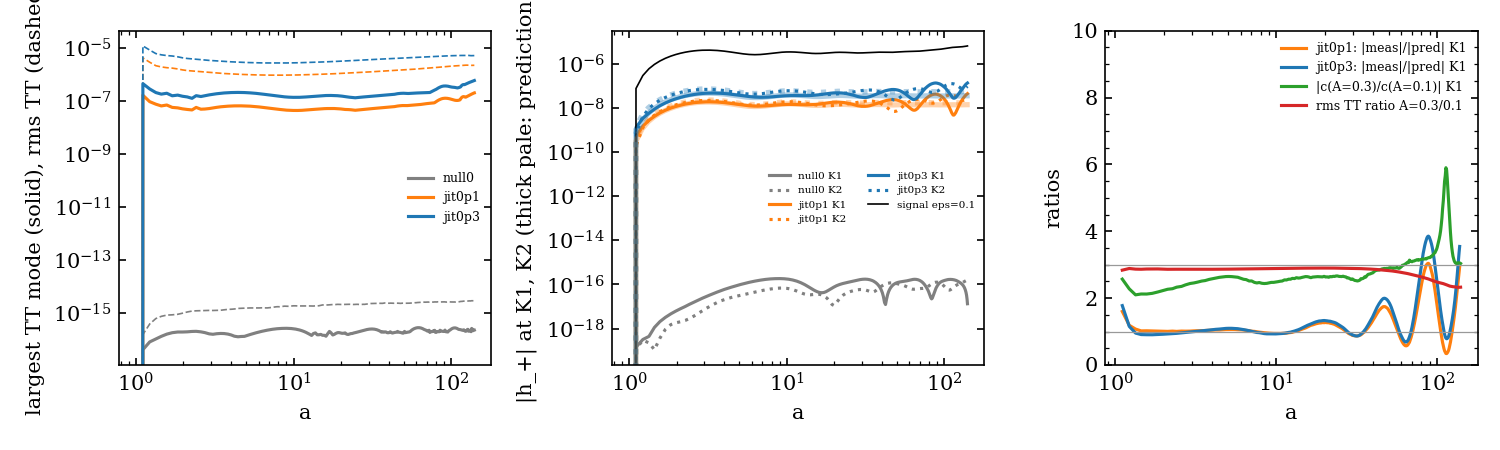 largest TT mode (solid), rms TT (dashed
10^-5
10^-7
10^-9
10^-11
10^-13
10^-15
10^0
10^1
10^2
a
null0
jit0p1
jit0p3
|h_+| at K1, K2 (thick pale: prediction
10^-6
10^-8
10^-10
10^-12
10^-14
10^-16
10^-18
10^0
10^1
10^2
a
null0 K1
null0 K2
jit0p1 K1
jit0p1 K2
jit0p3 K1
jit0p3 K2
signal eps=0.1
ratios
10
8
6
4
2
0
10^0
10^1
10^2
a
jit0p1: |meas|/|pred| K1
jit0p3: |meas|/|pred| K1
|c(A=0.3)/c(A=0.1)| K1
rms TT ratio A=0.3/0.1